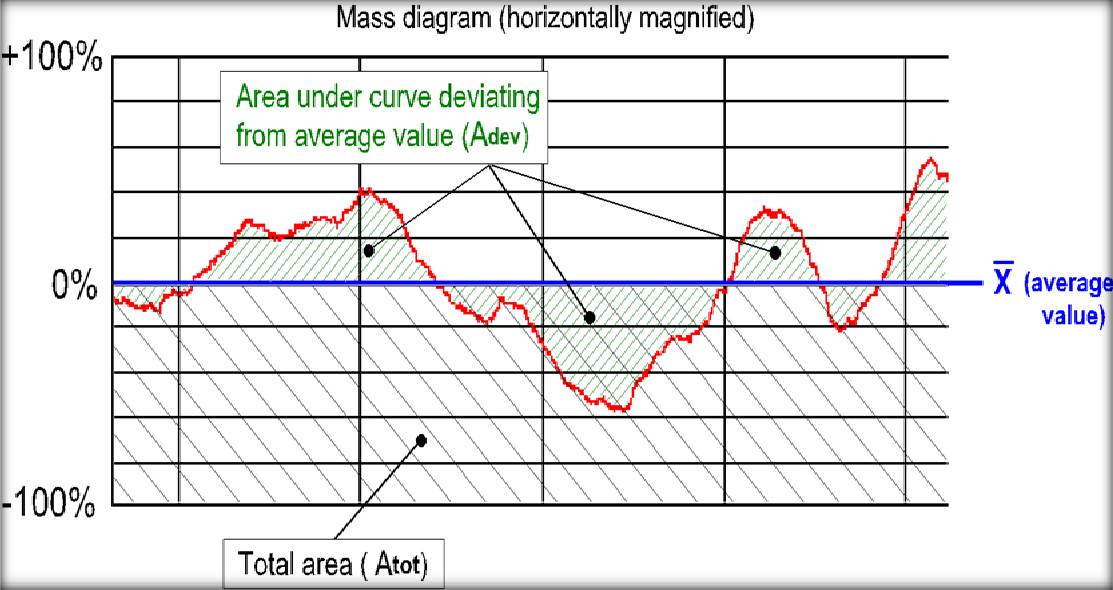 Mass diagram (horizontally magnified)
+100%
Area under curve deviating
from average value (Adev)
0%
X̅ (average
value)
-100%
Total area ( Atot)